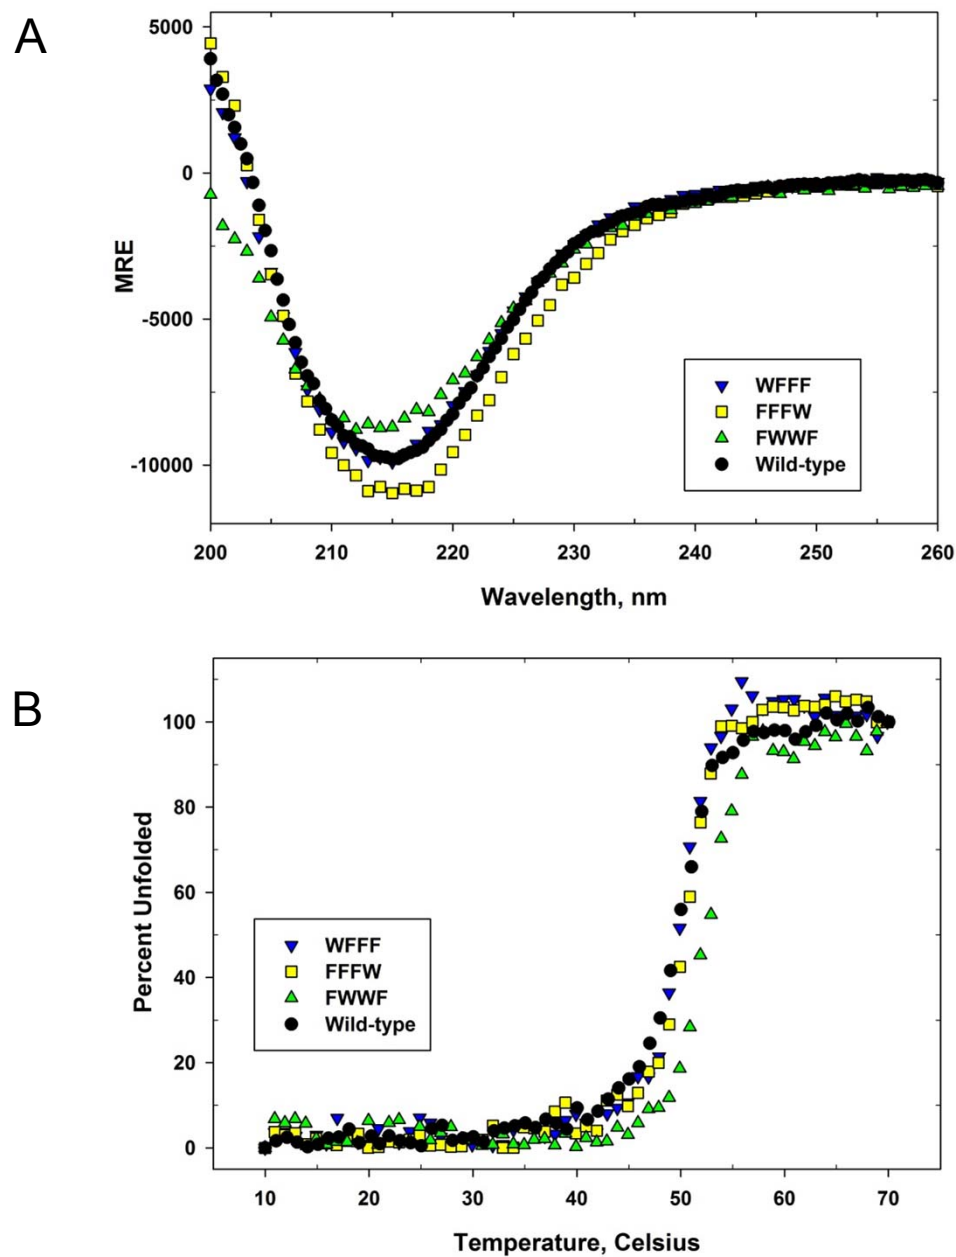 A
5000
0
-5000
-10000
MRE
WFFF
FFFW
FWWF
Wild-type
200 210 220 230 240 250 260
Wavelength, nm
B
100
80
60
40
20
0
Percent Unfolded
WFFF
FFFW
FWWF
Wild-type
10 20 30 40 50 60 70
Temperature, Celsius